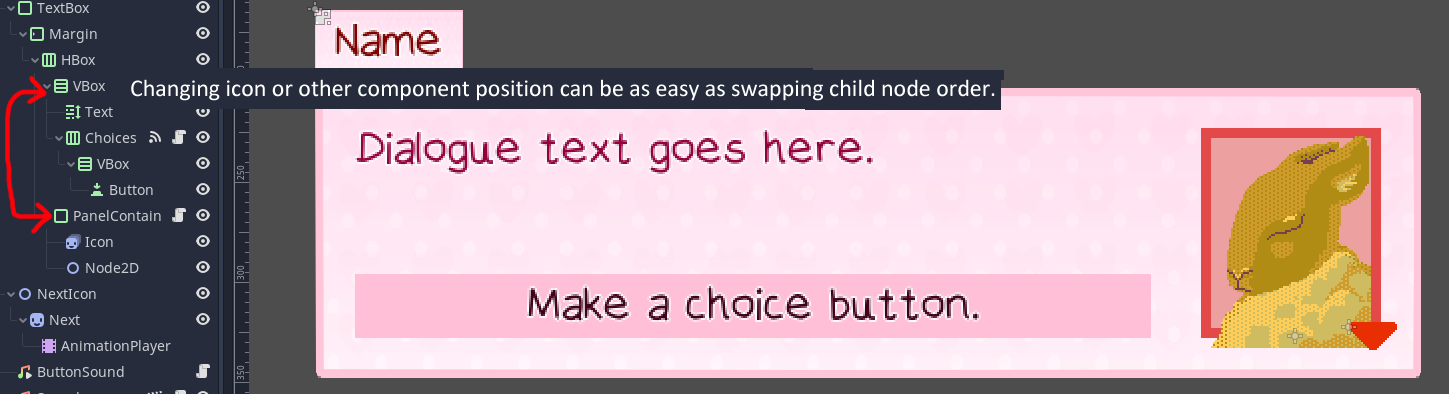 TextBox
Margin
HBox
VBox
Text
Choices
VBox
Button
PanelContain
Icon
Node2D
NextIcon
Next
AnimationPlayer
ButtonSound
250
300
350
Name
Changing icon or other component position can be as easy as swapping child node order.
Dialogue text goes here.
Make a choice button.